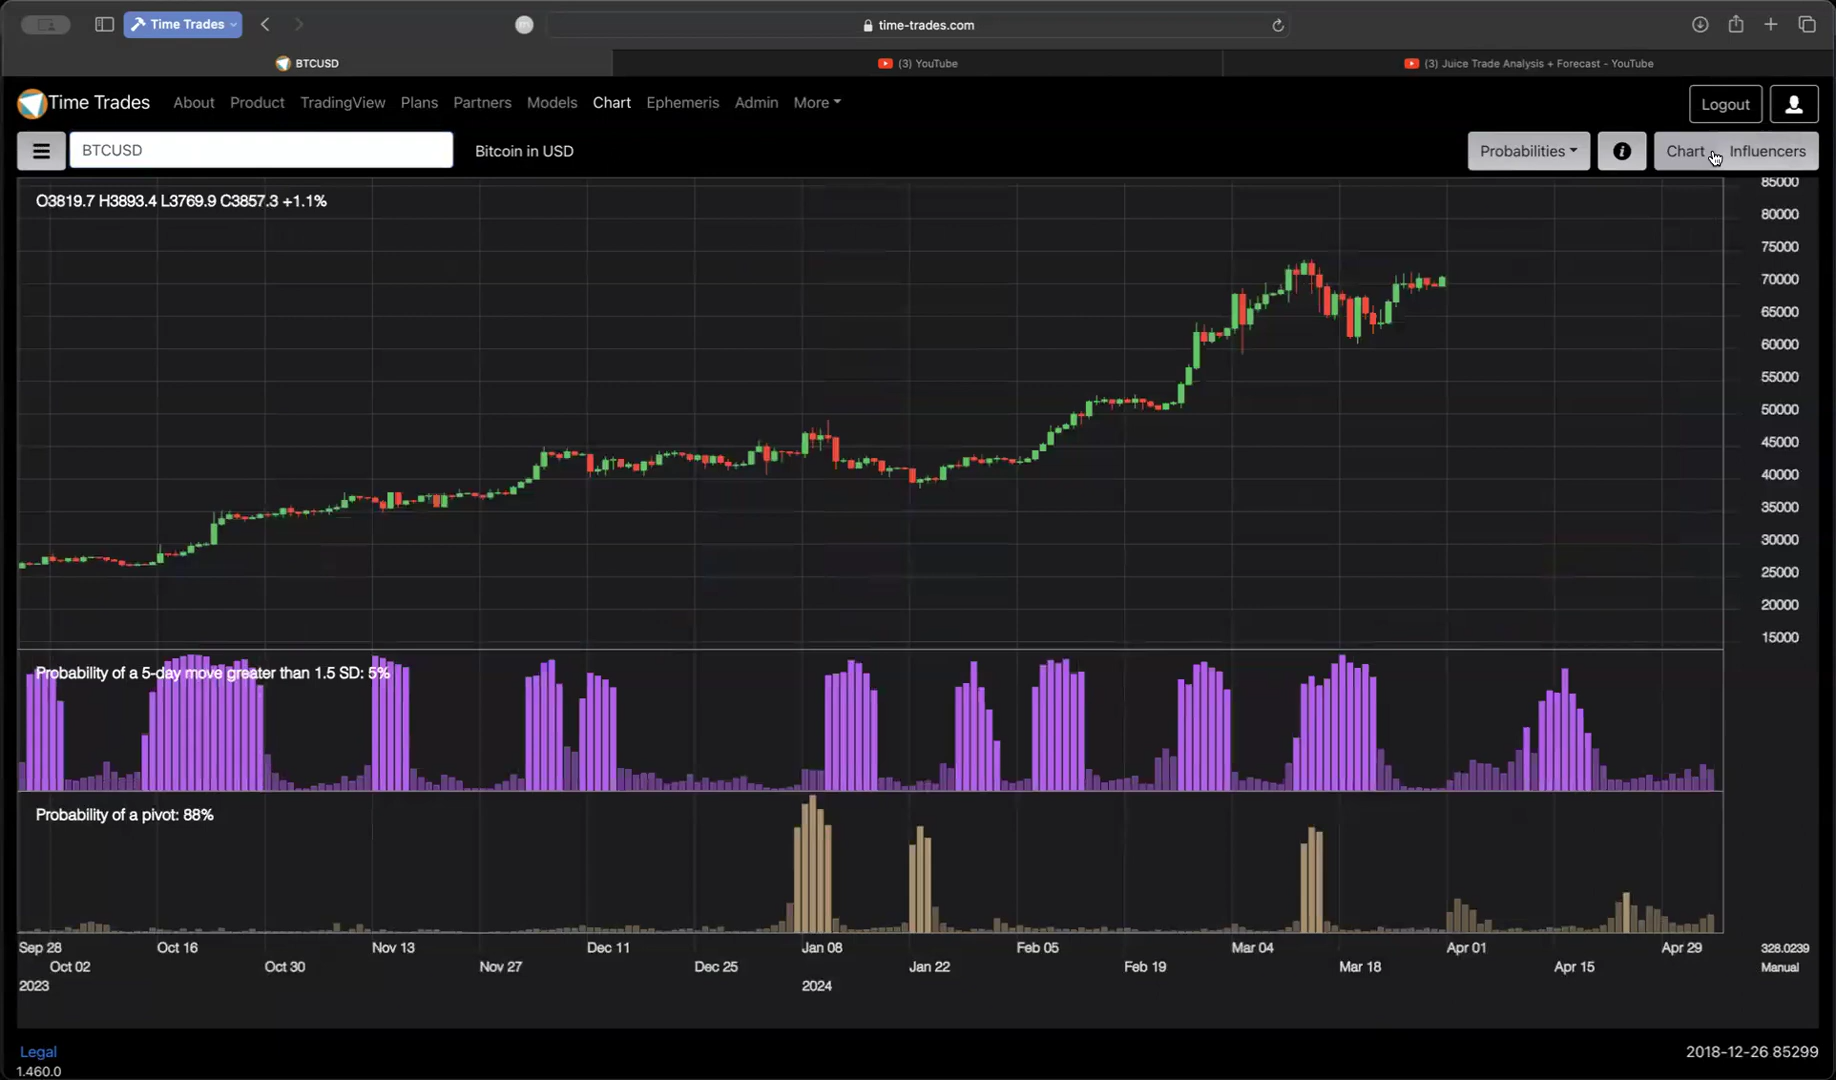 Time Trades
time-trades.com
BTCUSD
(3) YouTube
(3) Juice Trade Analysis + Forecast - YouTube
Time Trades About Product TradingView Plans Partners Models Chart Ephemeris Admin More Logout
BTCUSD
Bitcoin in USD
Probabilities
Chart
Influencers
O3819.7 H3893.4 L3769.9 C3857.3 +1.1%
85000
80000
75000
70000
65000
60000
55000
50000
45000
40000
35000
30000
25000
20000
15000
Probability of a 5-day move greater than 1.5 SD: 5%
Probability of a pivot: 88%
Sep 28 Oct 16 Nov 13 Dec 11 Jan 08 Feb 05 Mar 04 Apr 01 Apr 29 328.0239
Oct 02 Oct 30 Nov 27 Dec 25 Jan 22 Feb 19 Mar 18 Apr 15 Manual
2023 2024
Legal
2018-12-26 85299
1.460.0